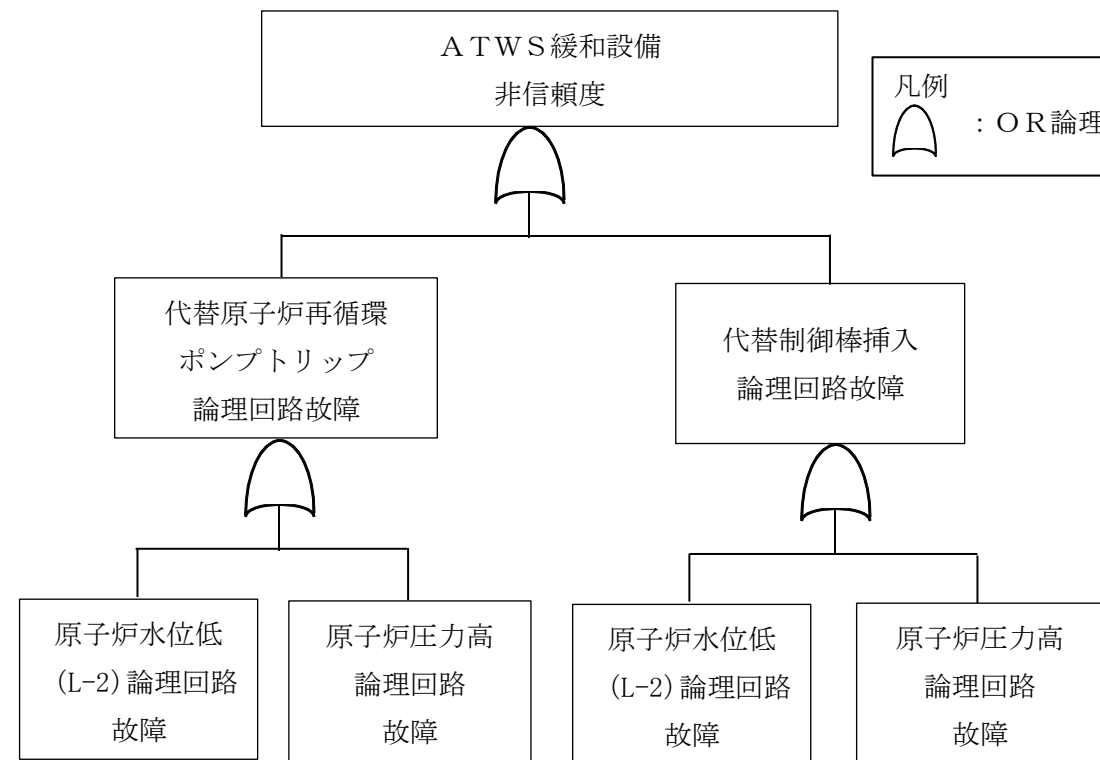 ATWS緩和設備
非信頼度
凡例
:OR論理
代替原子炉再循環
ポンプトリップ
論理回路故障
代替制御棒挿入
論理回路故障
原子炉水位低
(L-2)論理回路
故障
原子炉圧力高
論理回路
故障
原子炉水位低
(L-2)論理回路
故障
原子炉圧力高
論理回路
故障